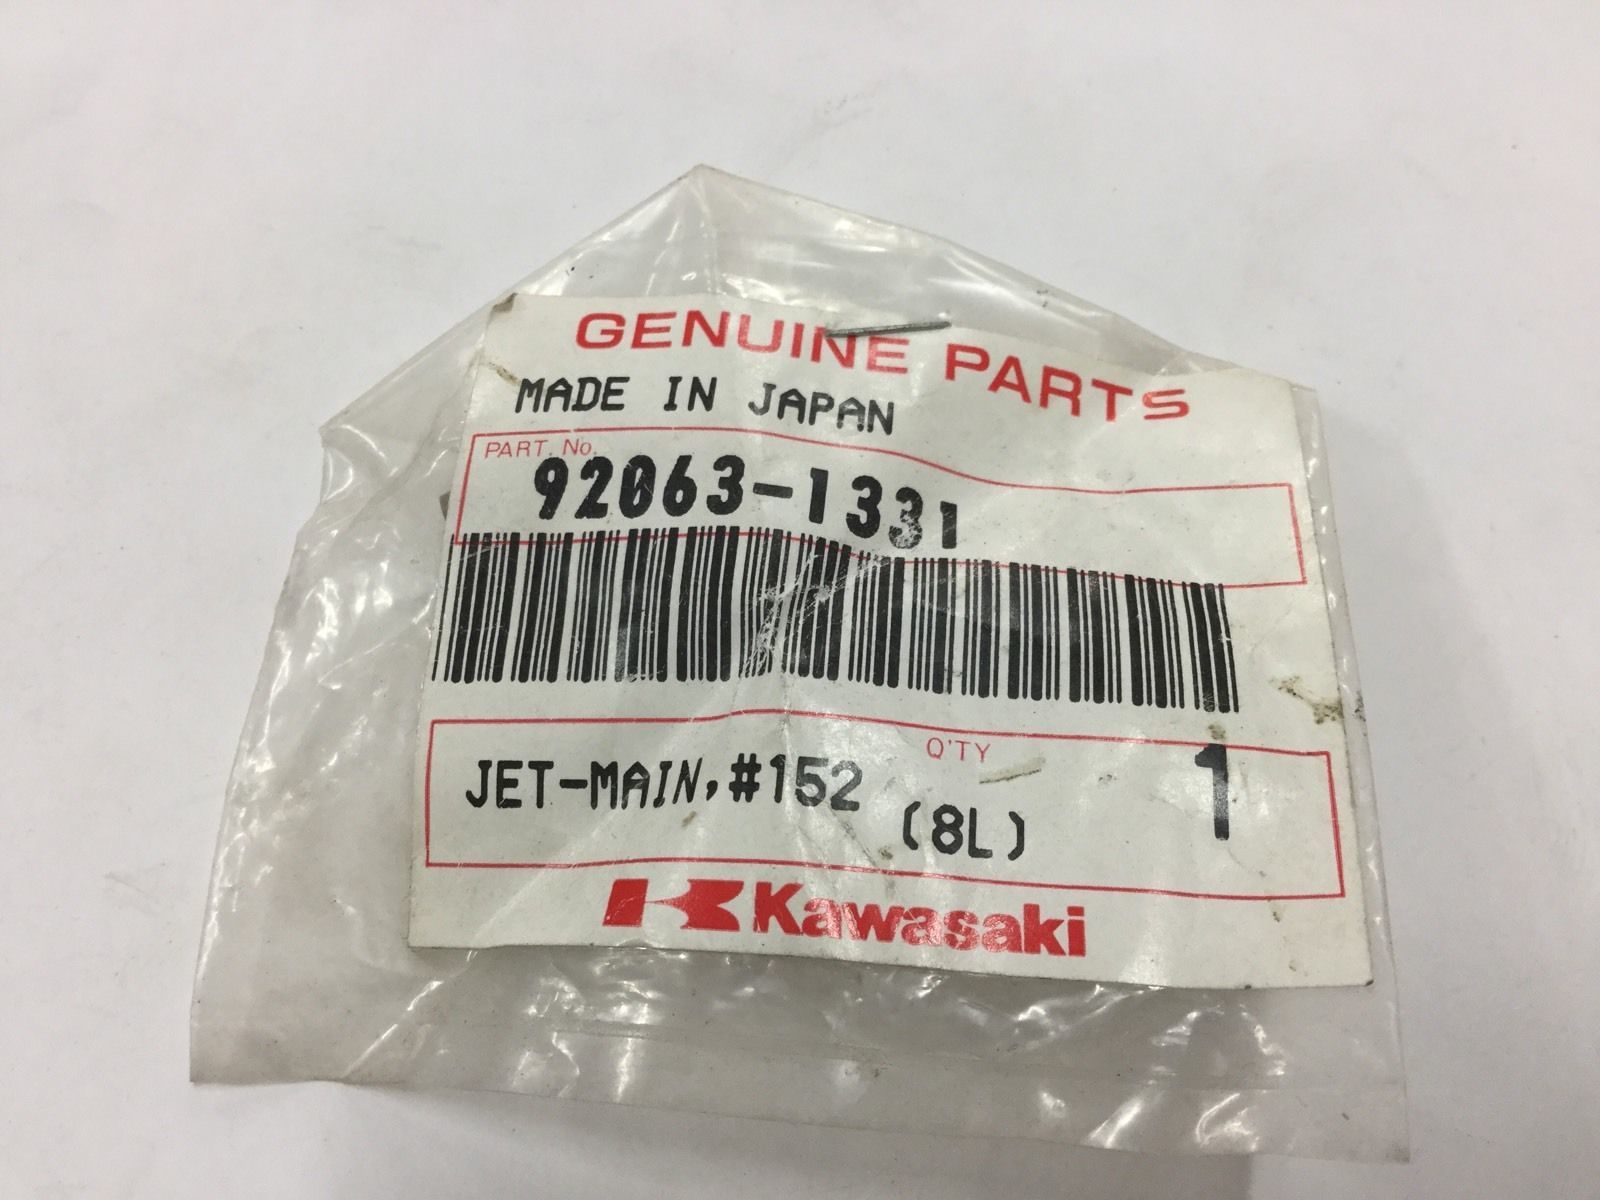 GENUINE PARTS
MADE IN JAPAN
PART. No.
92063-1331
Q'TY
JET-MAIN,#152
(8L)
1
Kawasaki